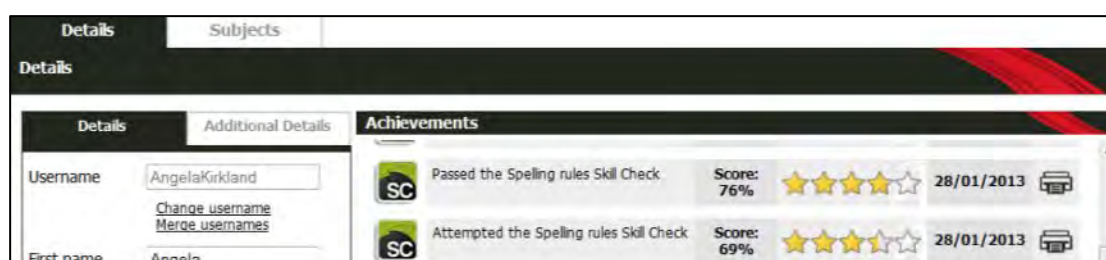 Details Subjects
Details
Details Additional Details Achievements
Username AngelaKirkland
Change username
Merge usernames
First name Angela
SC Passed the Spelling rules Skill Check Score: 76% 28/01/2013
SC Attempted the Spelling rules Skill Check Score: 69% 28/01/2013